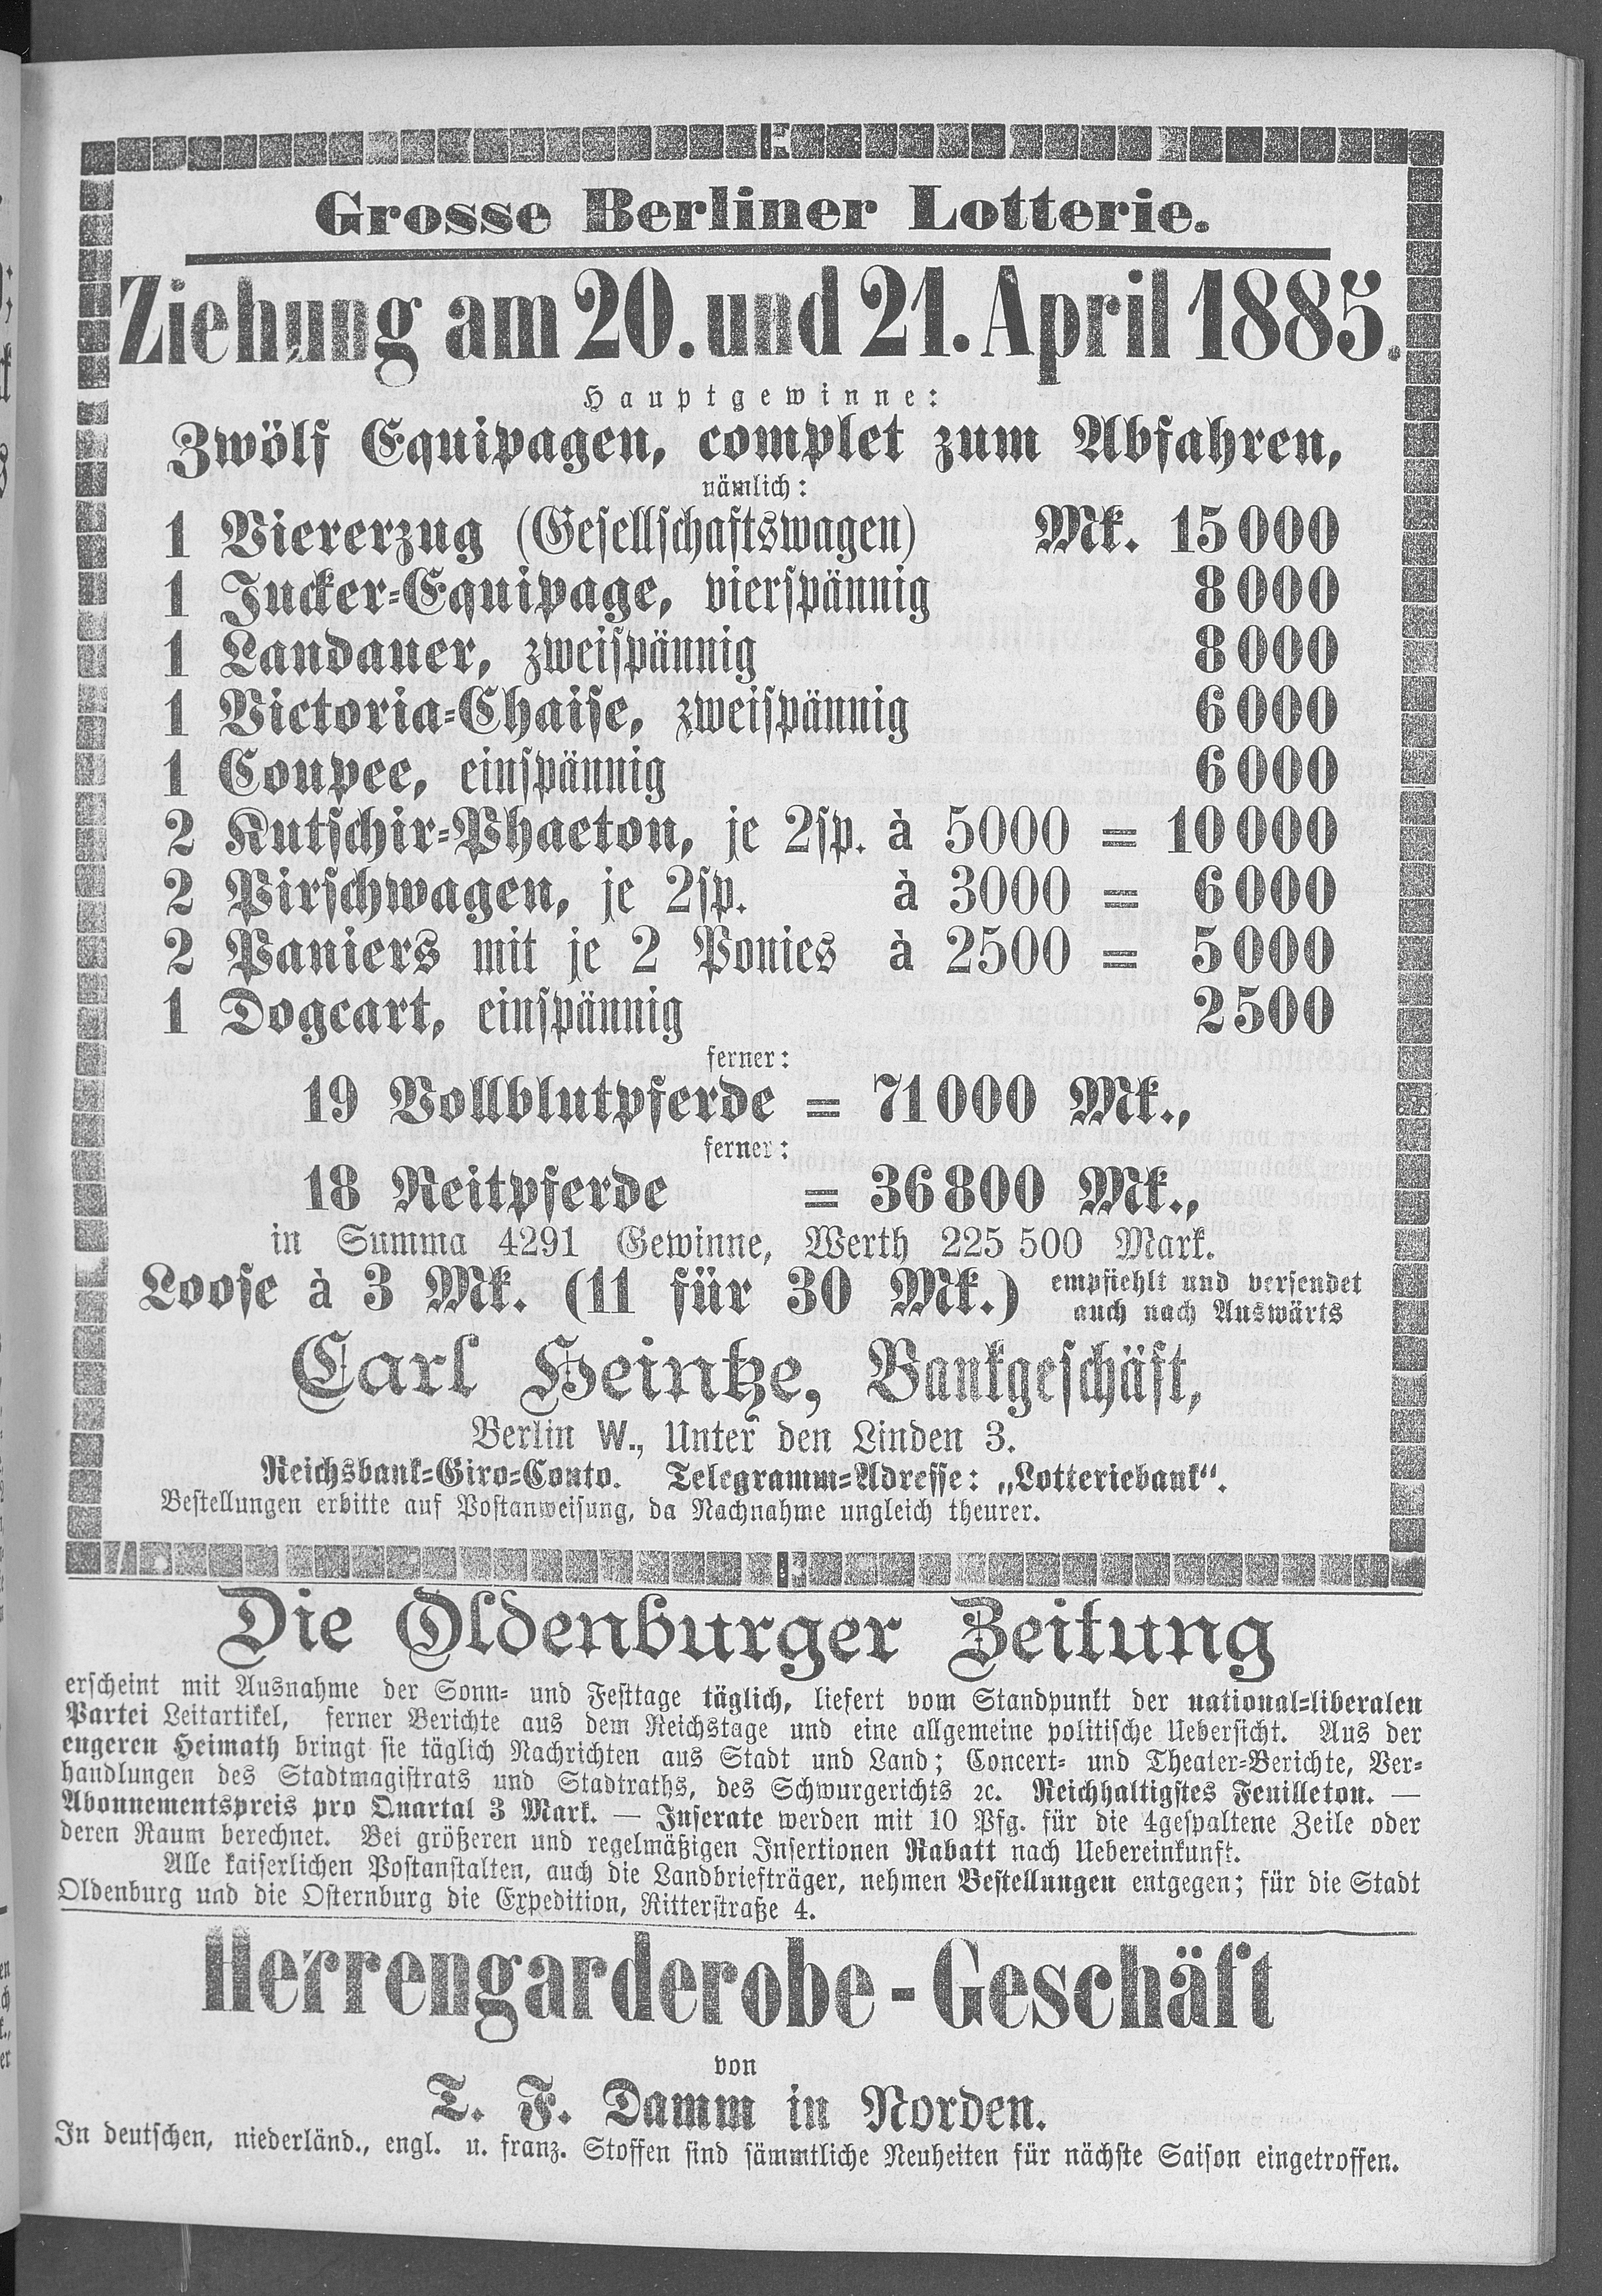 Grosse Berliner Lotterie.
Ziehung am 20. und 21. April 1885.
Hauptgewinne:
Zwölf Equipagen, complet zum Abfahren,
nämlich:
1 Viererzug (Gesellschaftswagen) Mk. 15000
1 Jucker-Equipage, vierspännig 8000
1 Landauer, zweispännig 8000
1 Victoria-Chaise, zweispännig 6000
1 Coupee, einspännig 6000
2 Kutschir-Phaeton, je 2sp. à 5000 = 10000
2 Pirschwagen, je 2sp. à 3000 = 6000
2 Paniers mit je 2 Ponies à 2500 = 5000
1 Dogcart, einspännig 2500
ferner:
19 Vollblutpferde = 71000 Mk.,
ferner:
18 Reitpferde = 36800 Mk.,
in Summa 4291 Gewinne, Werth 225 500 Mark.
Loose à 3 Mk. (11 für 30 Mk.) empfiehlt und versendet
auch nach Auswärts
Carl Heintze, Bankgeschäft,
Berlin W., Unter den Linden 3.
Reichsbank-Giro-Conto. Telegramm-Adresse: „Lotteriebank“.
Bestellungen erbitte auf Postanweisung, da Nachnahme ungleich theurer.
Die Oldenburger Zeitung
erscheint mit Ausnahme der Sonn- und Festtage täglich, liefert vom Standpunkt der national-liberalen
Partei Leitartikel, ferner Berichte aus dem Reichstage und eine allgemeine politische Uebersicht. Aus der
engeren Heimath bringt sie täglich Nachrichten aus Stadt und Land; Concert- und Theater-Berichte, Ver-
handlungen des Stadtmagistrats und Stadtraths, des Schwurgerichts ꝛc. Reichhaltigstes Feuilleton. —
Abonnementspreis pro Quartal 3 Mark. — Inserate werden mit 10 Pfg. für die 4gespaltene Zeile oder
deren Raum berechnet. Bei größeren und regelmäßigen Insertionen Rabatt nach Uebereinkunft.
Alle kaiserlichen Postanstalten, auch die Landbriefträger, nehmen Bestellungen entgegen; für die Stadt
Oldenburg und die Osternburg die Expedition, Ritterstraße 4.
Herrengarderobe-Geschäft
von
T. F. Damm in Norden.
In deutschen, niederländ., engl. u. franz. Stoffen sind sämmtliche Neuheiten für nächste Saison eingetroffen.